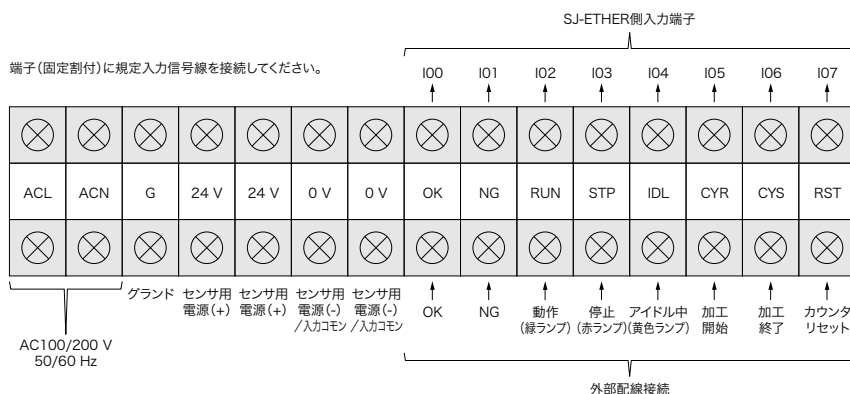 SJ-ETHER側入力端子
端子(固定割付)に規定入力信号線を接続してください。
I00 I01 I02 I03 I04 I05 I06 I07
ACL ACN G 24 V 24 V 0 V 0 V OK NG RUN STP IDL CYR CYS RST
グランド センサ用 センサ用 センサ用 センサ用 OK NG 動作 停止 アイドル中 加工 加工 カウンタ
電源(+) 電源(+) 電源(-) 電源(-) (緑ランプ) (赤ランプ) (黄色ランプ) 開始 終了 リセット
/入力コモン /入力コモン
AC100/200 V
50/60 Hz
外部配線接続